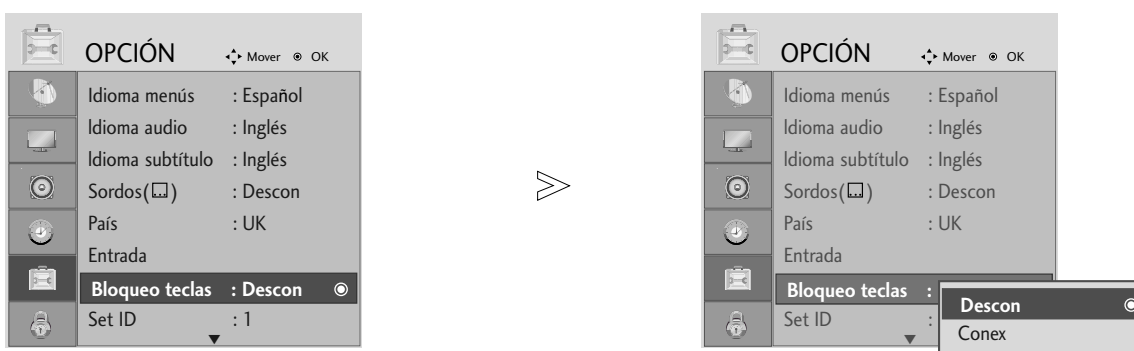 OPCIÓN Mover OK
Idioma menús : Español
Idioma audio : Inglés
Idioma subtítulo : Inglés
Sordos( ) : Descon
País : UK
Entrada
Bloqueo teclas : Descon
Set ID : 1
OPCIÓN Mover OK
Idioma menús : Español
Idioma audio : Inglés
Idioma subtítulo : Inglés
Sordos( ) : Descon
País : UK
Entrada
Bloqueo teclas :
Set ID :
Descon
Conex